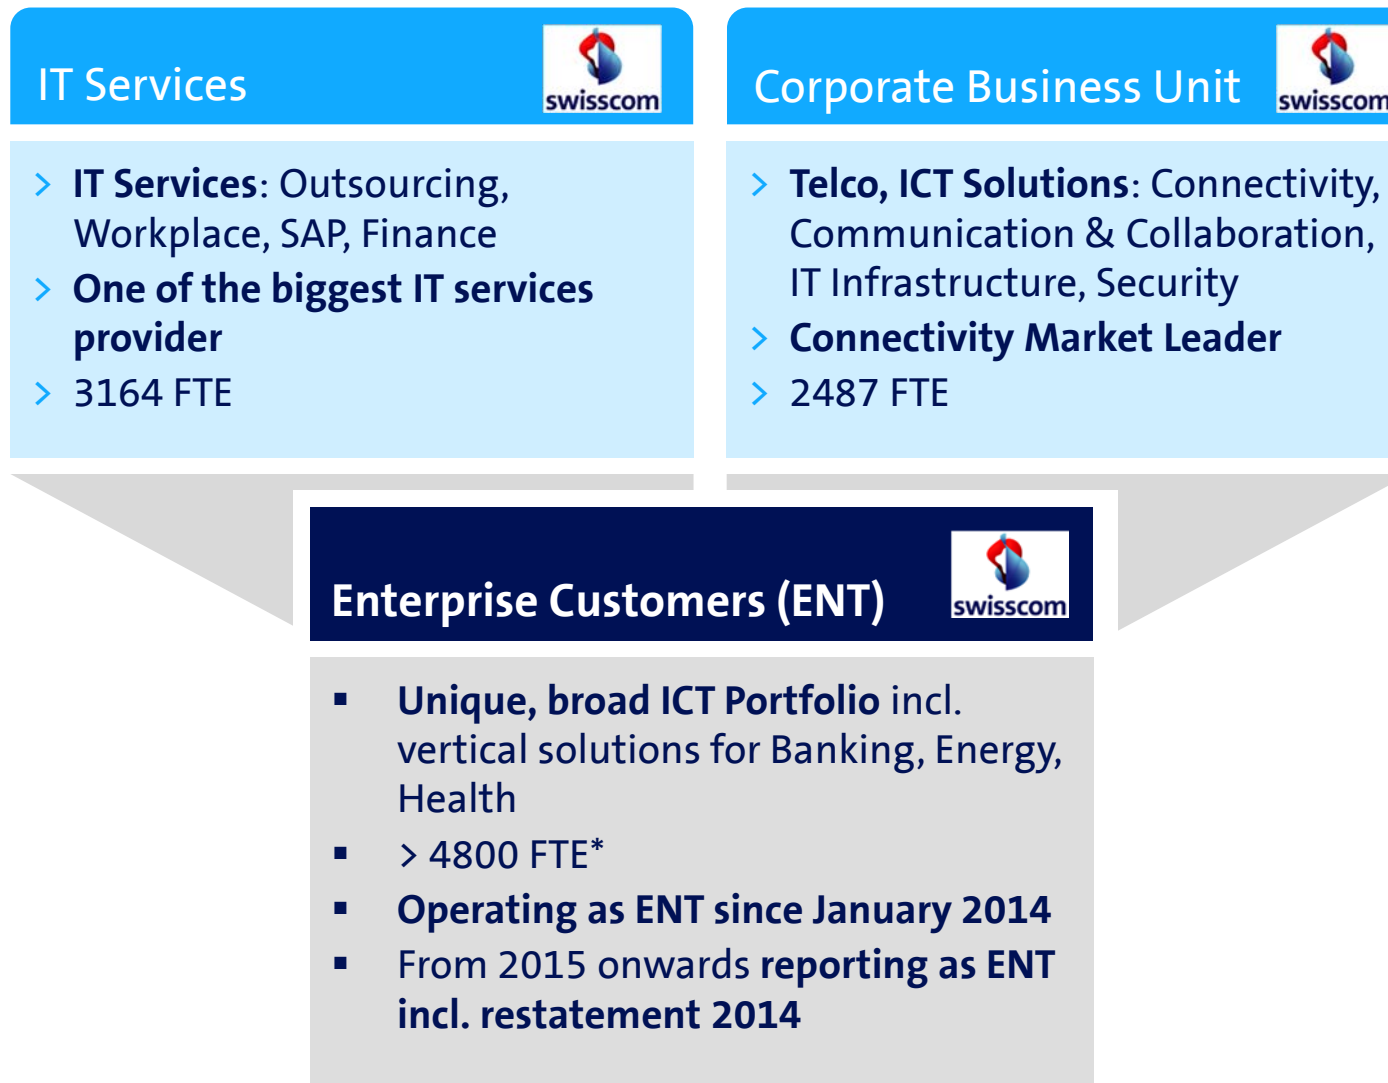 IT Services
swisscom
> IT Services: Outsourcing,
Workplace, SAP, Finance
> One of the biggest IT services
provider
> 3164 FTE
Corporate Business Unit
swisscom
> Telco, ICT Solutions: Connectivity,
Communication & Collaboration,
IT Infrastructure, Security
> Connectivity Market Leader
> 2487 FTE
Enterprise Customers (ENT)
swisscom
▪ Unique, broad ICT Portfolio incl.
vertical solutions for Banking, Energy,
Health
▪ > 4800 FTE*
▪ Operating as ENT since January 2014
▪ From 2015 onwards reporting as ENT
incl. restatement 2014